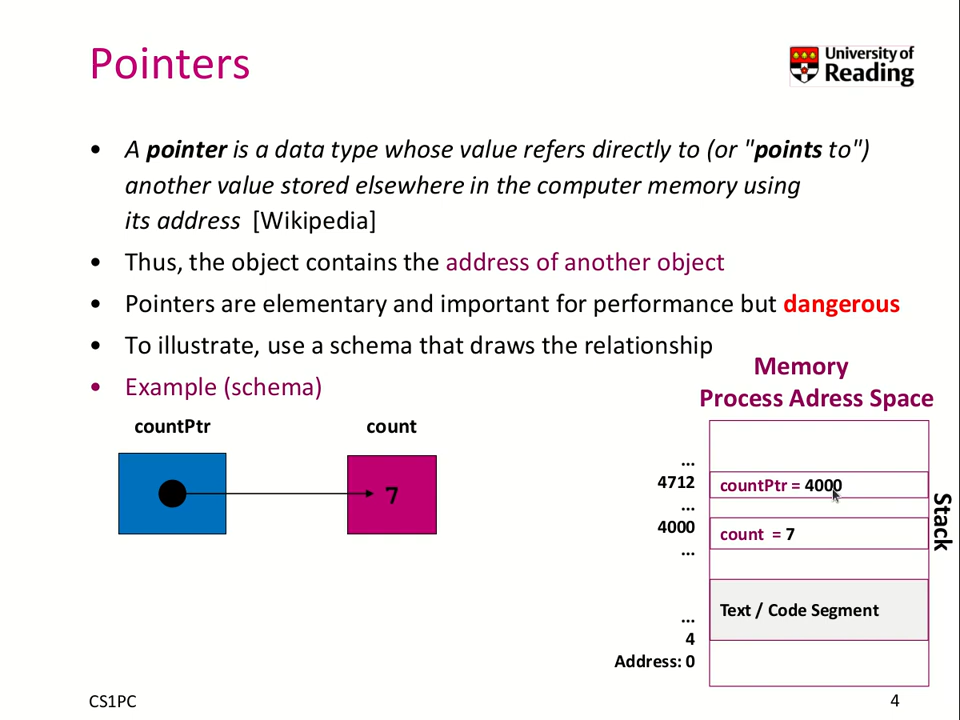 Pointers
University of
Reading
• A pointer is a data type whose value refers directly to (or "points to")
another value stored elsewhere in the computer memory using
its address [Wikipedia]
• Thus, the object contains the address of another object
• Pointers are elementary and important for performance but dangerous
• To illustrate, use a schema that draws the relationship
• Example (schema)
countPtr
count
7
Memory
Process Adress Space
...
4712
countPtr = 4000
...
4000
count = 7
...
Stack
Text / Code Segment
...
4
Address: 0
CS1PC
4